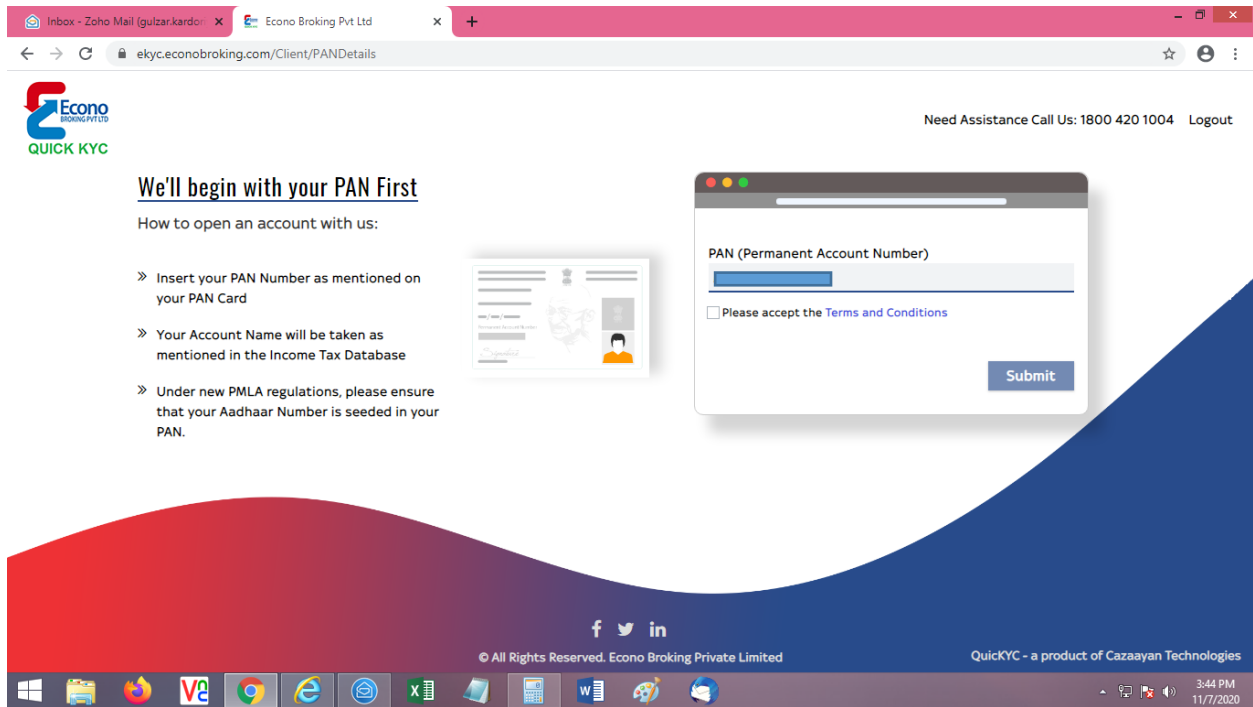 Inbox - Zoho Mail (gulzar.kardori
Econo Broking Pvt Ltd
ekyc.econobroking.com/Client/PANDetails
Econo
BROKING PVT LTD
QUICK KYC
Need Assistance Call Us: 1800 420 1004 Logout
We'll begin with your PAN First
How to open an account with us:
Insert your PAN Number as mentioned on
your PAN Card
Your Account Name will be taken as
mentioned in the Income Tax Database
Under new PMLA regulations, please ensure
that your Aadhaar Number is seeded in your
PAN.
Permanent Account Number
Signature
PAN (Permanent Account Number)
Please accept the Terms and Conditions
Submit
© All Rights Reserved. Econo Broking Private Limited
QuicKYC - a product of Cazaayan Technologies
3:44 PM
11/7/2020